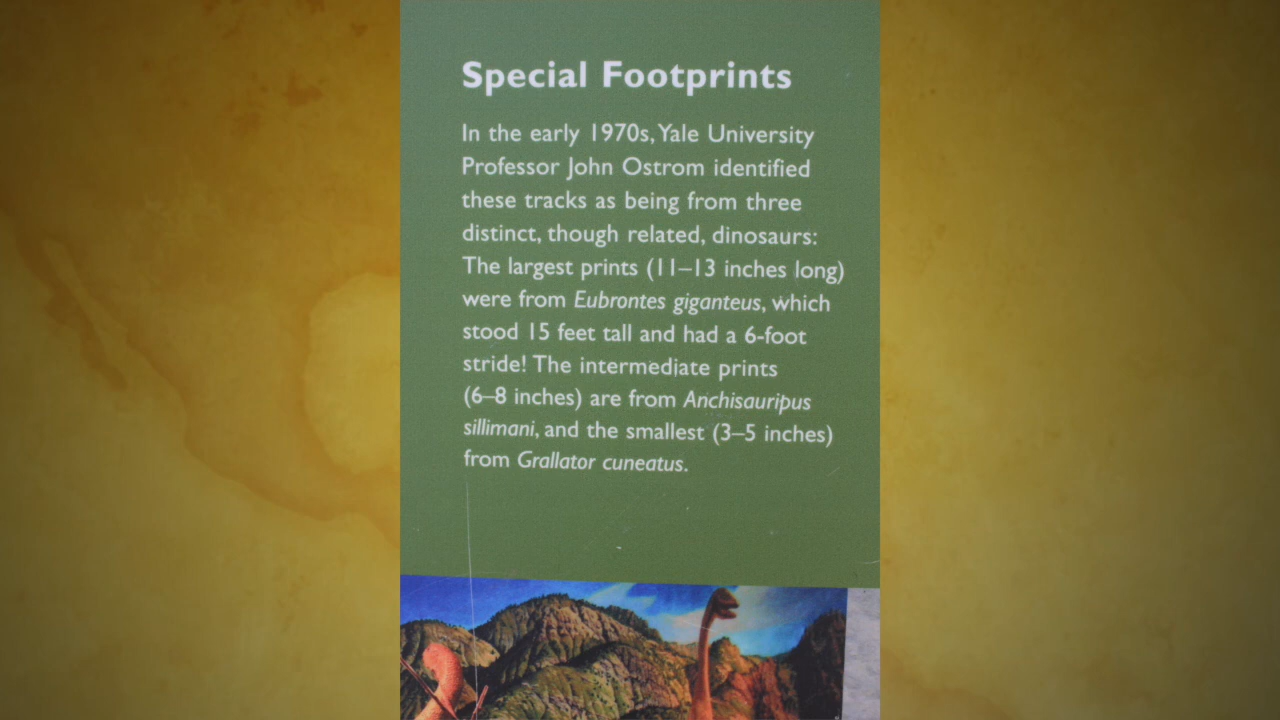 Special Footprints
In the early 1970s, Yale University
Professor John Ostrom identified
these tracks as being from three
distinct, though related, dinosaurs:
The largest prints (11–13 inches long)
were from Eubrontes giganteus, which
stood 15 feet tall and had a 6-foot
stride! The intermediate prints
(6–8 inches) are from Anchisauripus
sillimani, and the smallest (3–5 inches)
from Grallator cuneatus.